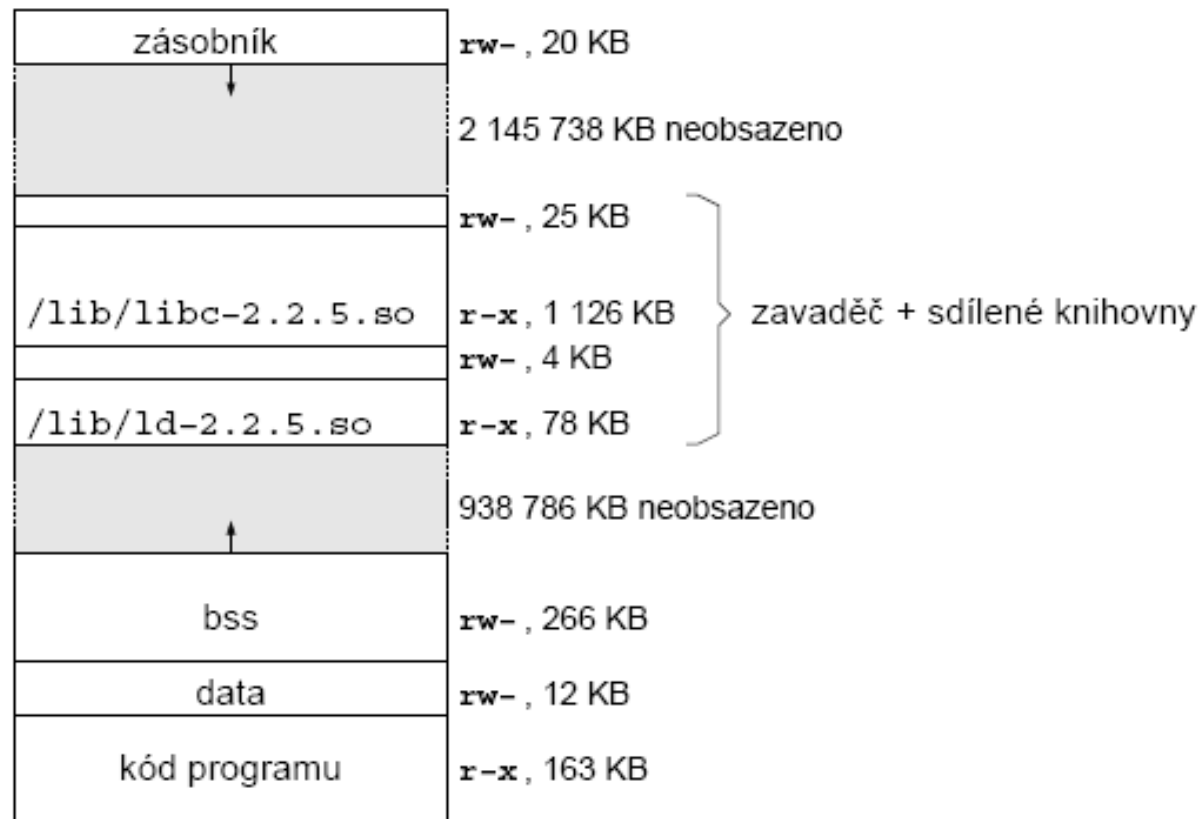 zásobník rw- , 20 KB
2 145 738 KB neobsazeno
rw- , 25 KB
/lib/libc-2.2.5.so r-x , 1 126 KB
zavaděč + sdílené knihovny
rw- , 4 KB
/lib/ld-2.2.5.so r-x , 78 KB
938 786 KB neobsazeno
bss rw- , 266 KB
data rw- , 12 KB
kód programu r-x , 163 KB